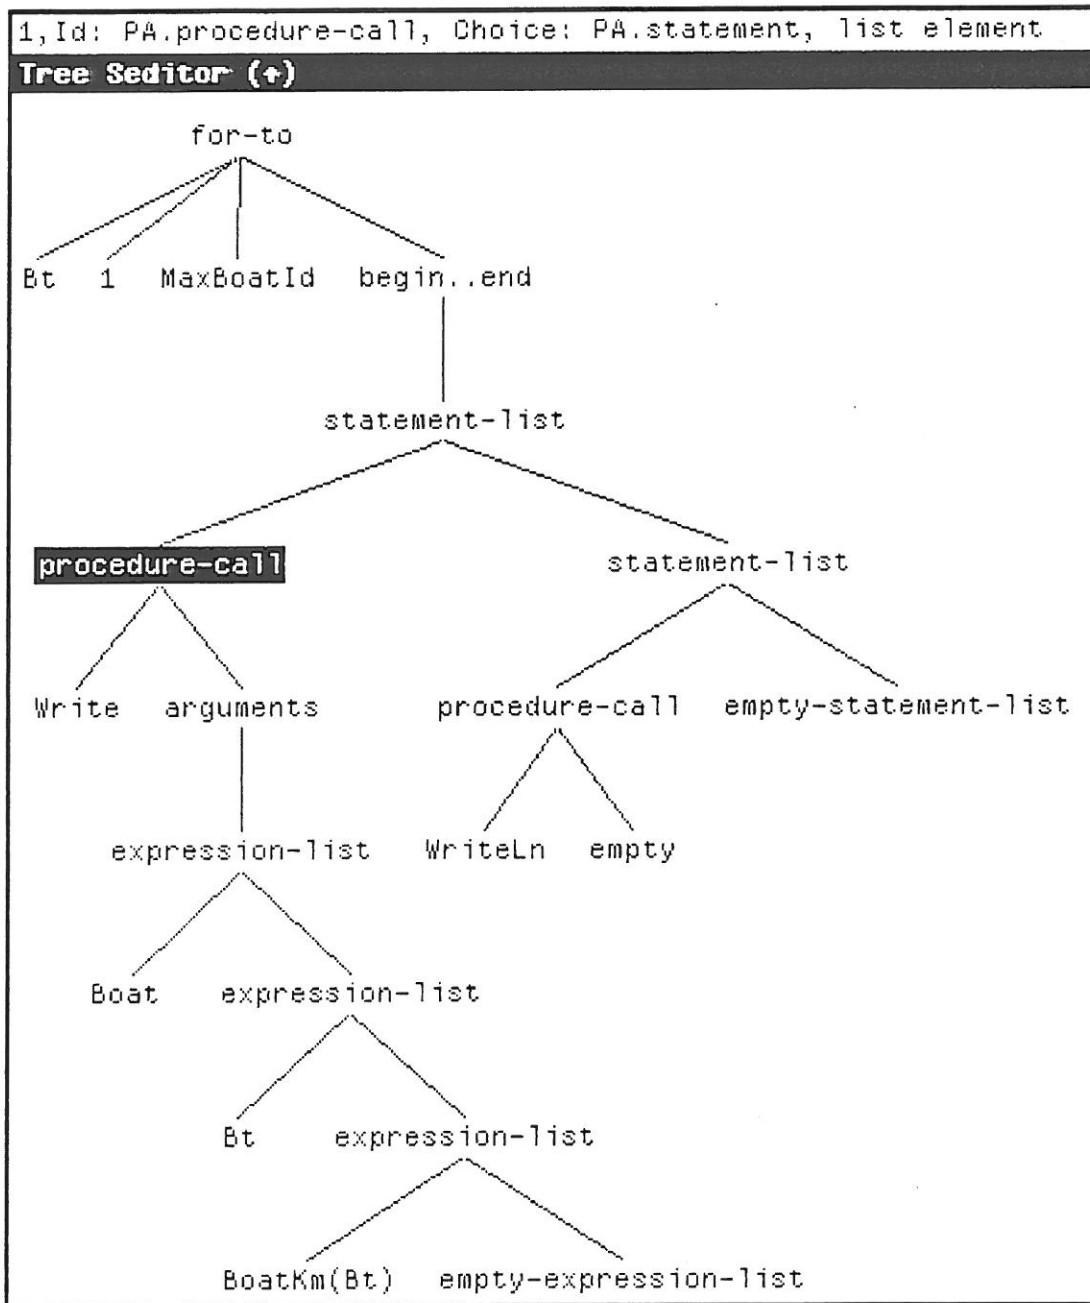 1,Id: PA.procedure-call, Choice: PA.statement, list element
Tree Seditor (+)
for-to
Bt 1 MaxBoatId begin..end
statement-list
procedure-call statement-list
Write arguments procedure-call empty-statement-list
expression-list WriteLn empty
Boat expression-list
Bt expression-list
BoatKm(Bt) empty-expression-list